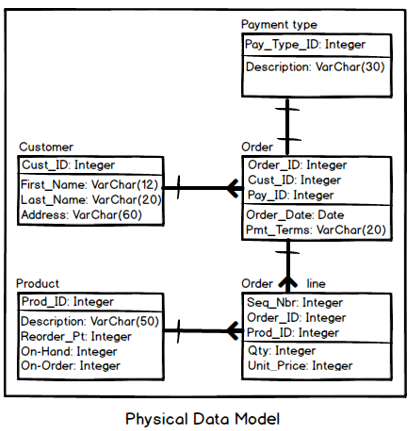 Payment type
Pay_Type_ID: Integer
Description: VarChar(30)
Customer
Cust_ID: Integer
First_Name: VarChar(12)
Last_Name: VarChar(20)
Address: VarChar(60)
Order
Order_ID: Integer
Cust_ID: Integer
Pay_ID: Integer
Order_Date: Date
Pmt_Terms: VarChar(20)
Product
Prod_ID: Integer
Description: VarChar(50)
Reorder_Pt: Integer
On-Hand: Integer
On-Order: Integer
Order line
Seq_Nbr: Integer
Order_ID: Integer
Prod_ID: Integer
Qty: Integer
Unit_Price: Integer
Physical Data Model